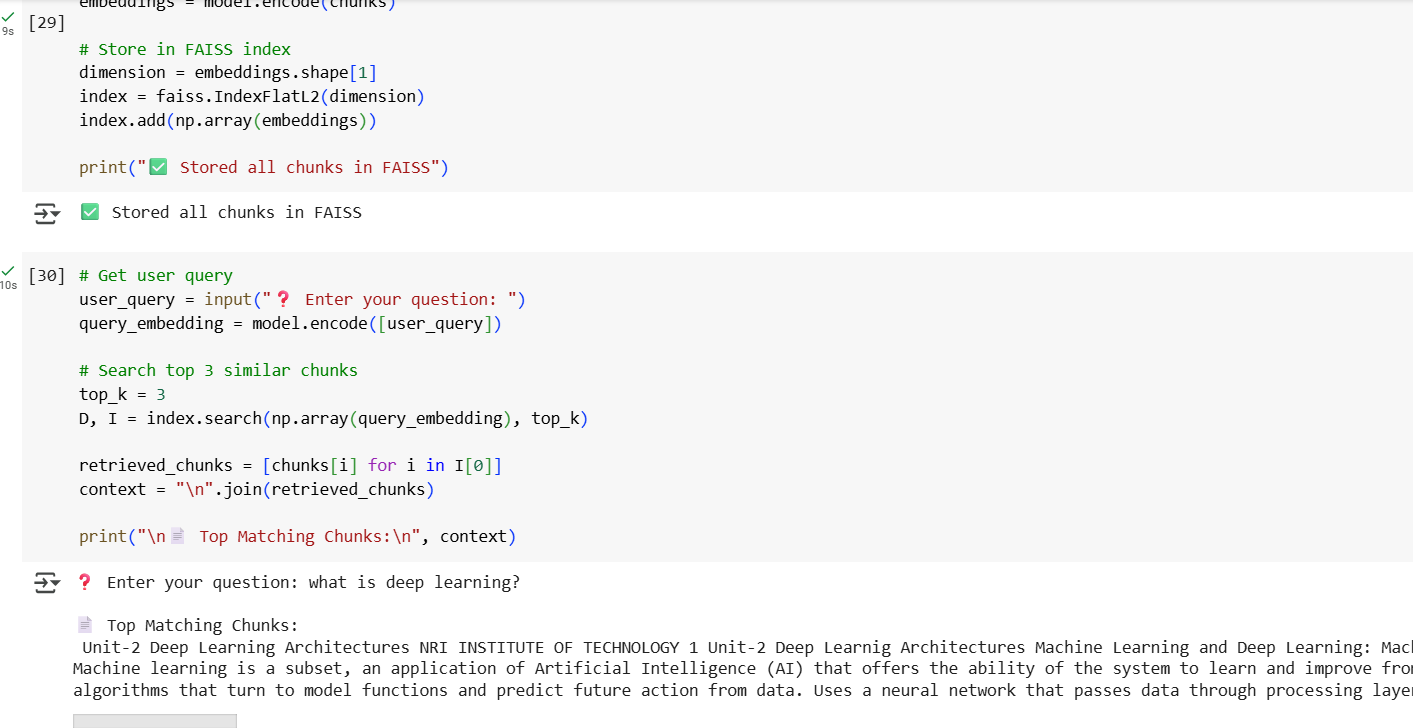 embeddings = model.encode(chunks)
[29]
9s
# Store in FAISS index
dimension = embeddings.shape[1]
index = faiss.IndexFlatL2(dimension)
index.add(np.array(embeddings))
print("✅ Stored all chunks in FAISS")
✅ Stored all chunks in FAISS
[30] # Get user query
10s
user_query = input("❓ Enter your question: ")
query_embedding = model.encode([user_query])
# Search top 3 similar chunks
top_k = 3
D, I = index.search(np.array(query_embedding), top_k)
retrieved_chunks = [chunks[i] for i in I[0]]
context = "\n".join(retrieved_chunks)
print("\n📄 Top Matching Chunks:\n", context)
❓ Enter your question: what is deep learning?
📄 Top Matching Chunks:
Unit-2 Deep Learning Architectures NRI INSTITUTE OF TECHNOLOGY 1 Unit-2 Deep Learnig Architectures Machine Learning and Deep Learning:
Machine learning is a subset, an application of Artificial Intelligence (AI) that offers the ability of the system to learn and improve
algorithms that turn to model functions and predict future action from data. Uses a neural network that passes data through processing